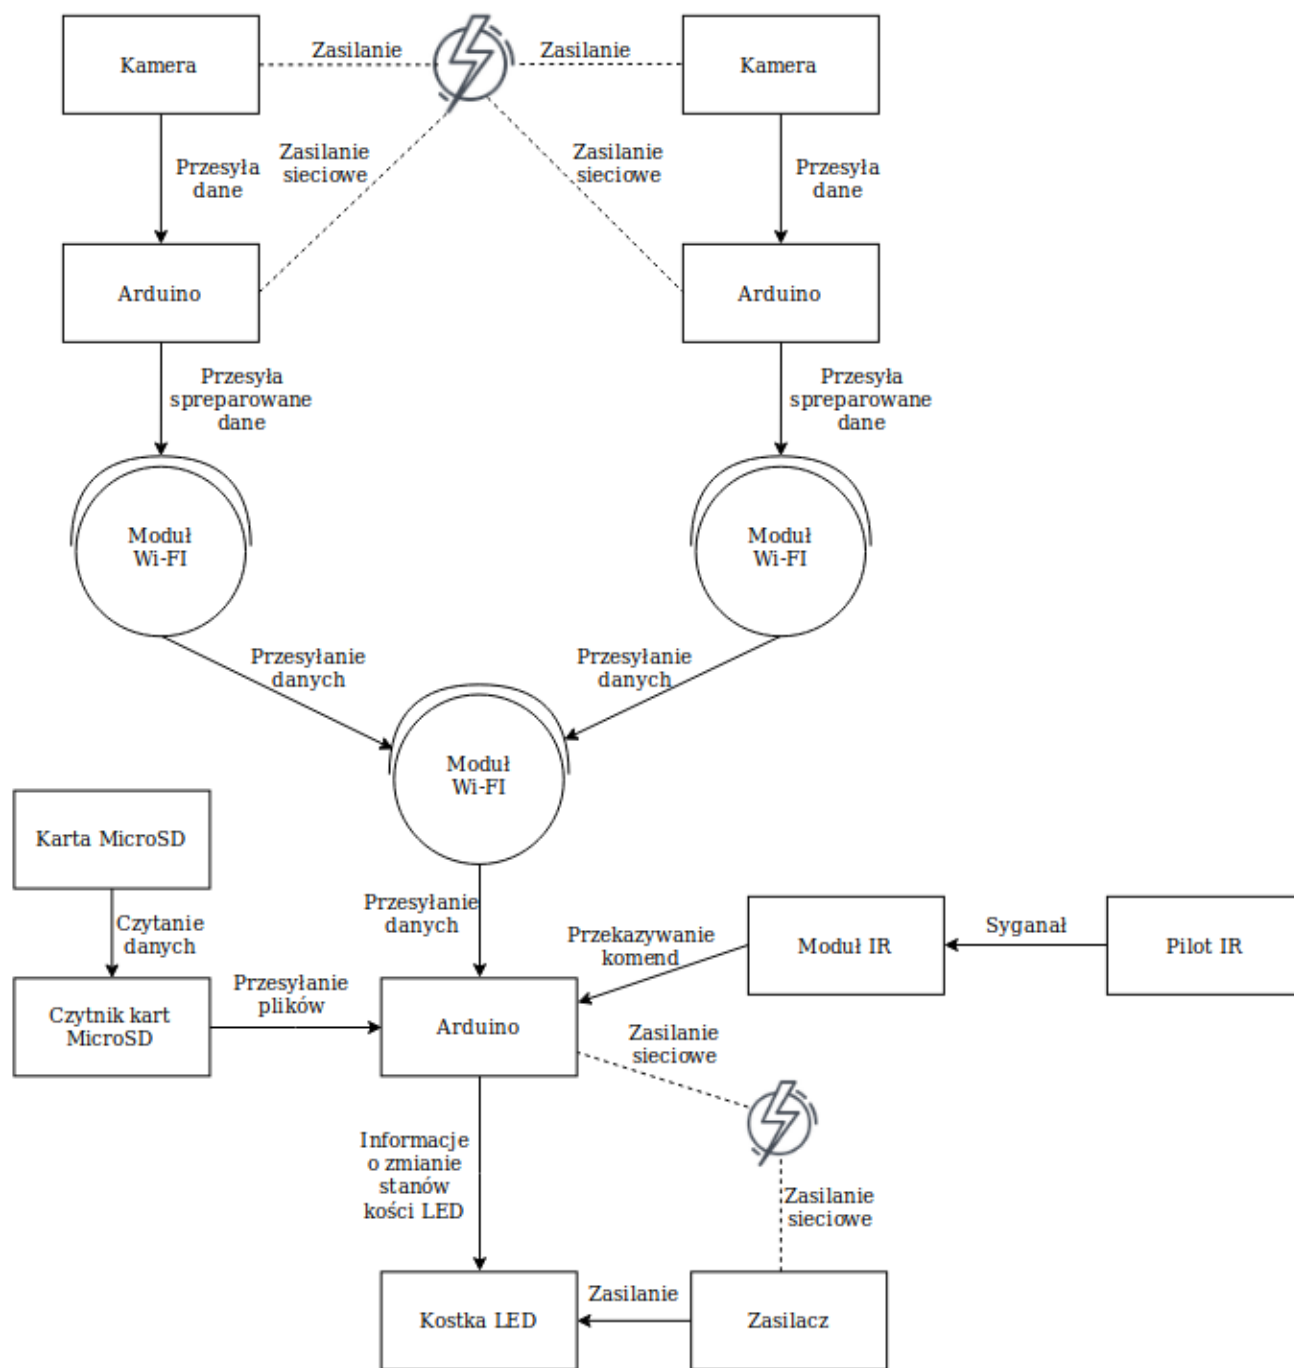 Kamera
Zasilanie
Zasilanie
Kamera
Przesyła
dane
Zasilanie
sieciowe
Zasilanie
sieciowe
Przesyła
dane
Arduino
Arduino
Przesyła
spreparowane
dane
Przesyła
spreparowane
dane
Moduł
Wi-FI
Moduł
Wi-FI
Przesyłanie
danych
Przesyłanie
danych
Moduł
Wi-FI
Karta MicroSD
Czytanie
danych
Przesyłanie
danych
Przekazywanie
komend
Moduł IR
Syganał
Pilot IR
Czytnik kart
MicroSD
Przesyłanie
plików
Arduino
Zasilanie
sieciowe
Informacje
o zmianie
stanów
kości LED
Zasilanie
sieciowe
Kostka LED
Zasilanie
Zasilacz